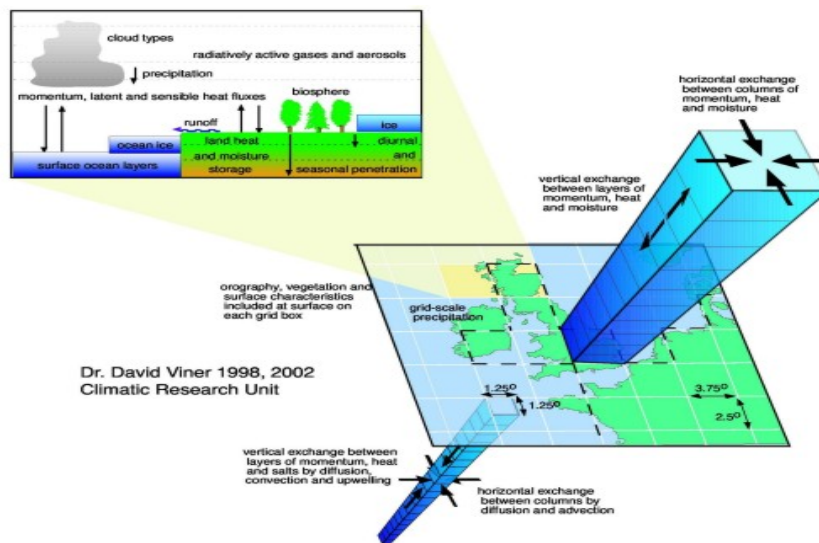 cloud types
radiatively active gases and aerosols
precipitation
momentum, latent and sensible heat fluxes
biosphere
runoff
ice
ocean ice
land heat
diurnal
and moisture
and
surface ocean layers
storage
seasonal penetration
horizontal exchange
between columns of
momentum, heat
and moisture
vertical exchange
between layers of
momentum, heat
and moisture
orography, vegetation and
surface characteristics
included at surface on
each grid box
grid-scale
precipitation
Dr. David Viner 1998, 2002
Climatic Research Unit
1.25º
1.25º
3.75º
2.5º
vertical exchange between
layers of momentum, heat
and salts by diffusion,
convection and upwelling
horizontal exchange
between columns by
diffusion and advection